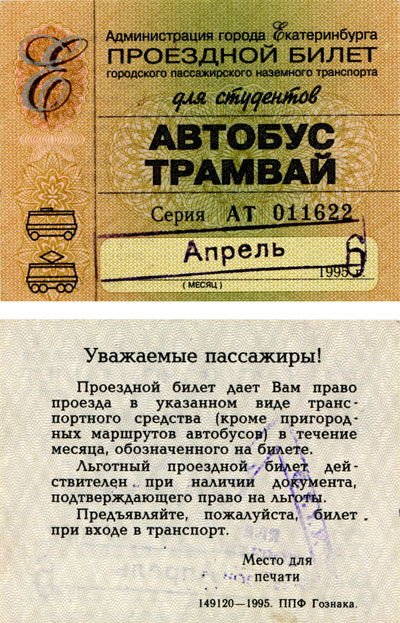 Е
Администрация города Екатеринбурга
ПРОЕЗДНОЙ БИЛЕТ
городского пассажирского наземного транспорта
для студентов
АВТОБУС
ТРАМВАЙ
Серия АТ 011622
Апрель
1995 6
(МЕСЯЦ)
Уважаемые пассажиры!
Проездной билет дает Вам право
проезда в указанном виде транс-
портного средства (кроме пригород-
ных маршрутов автобусов) в течение
месяца, обозначенного на билете.
Льготный проездной билет дей-
ствителен при наличии документа,
подтверждающего право на льготы.
Предъявляйте, пожалуйста, билет
при входе в транспорт.
Место для
печати
149120—1995. ППФ Гознака.